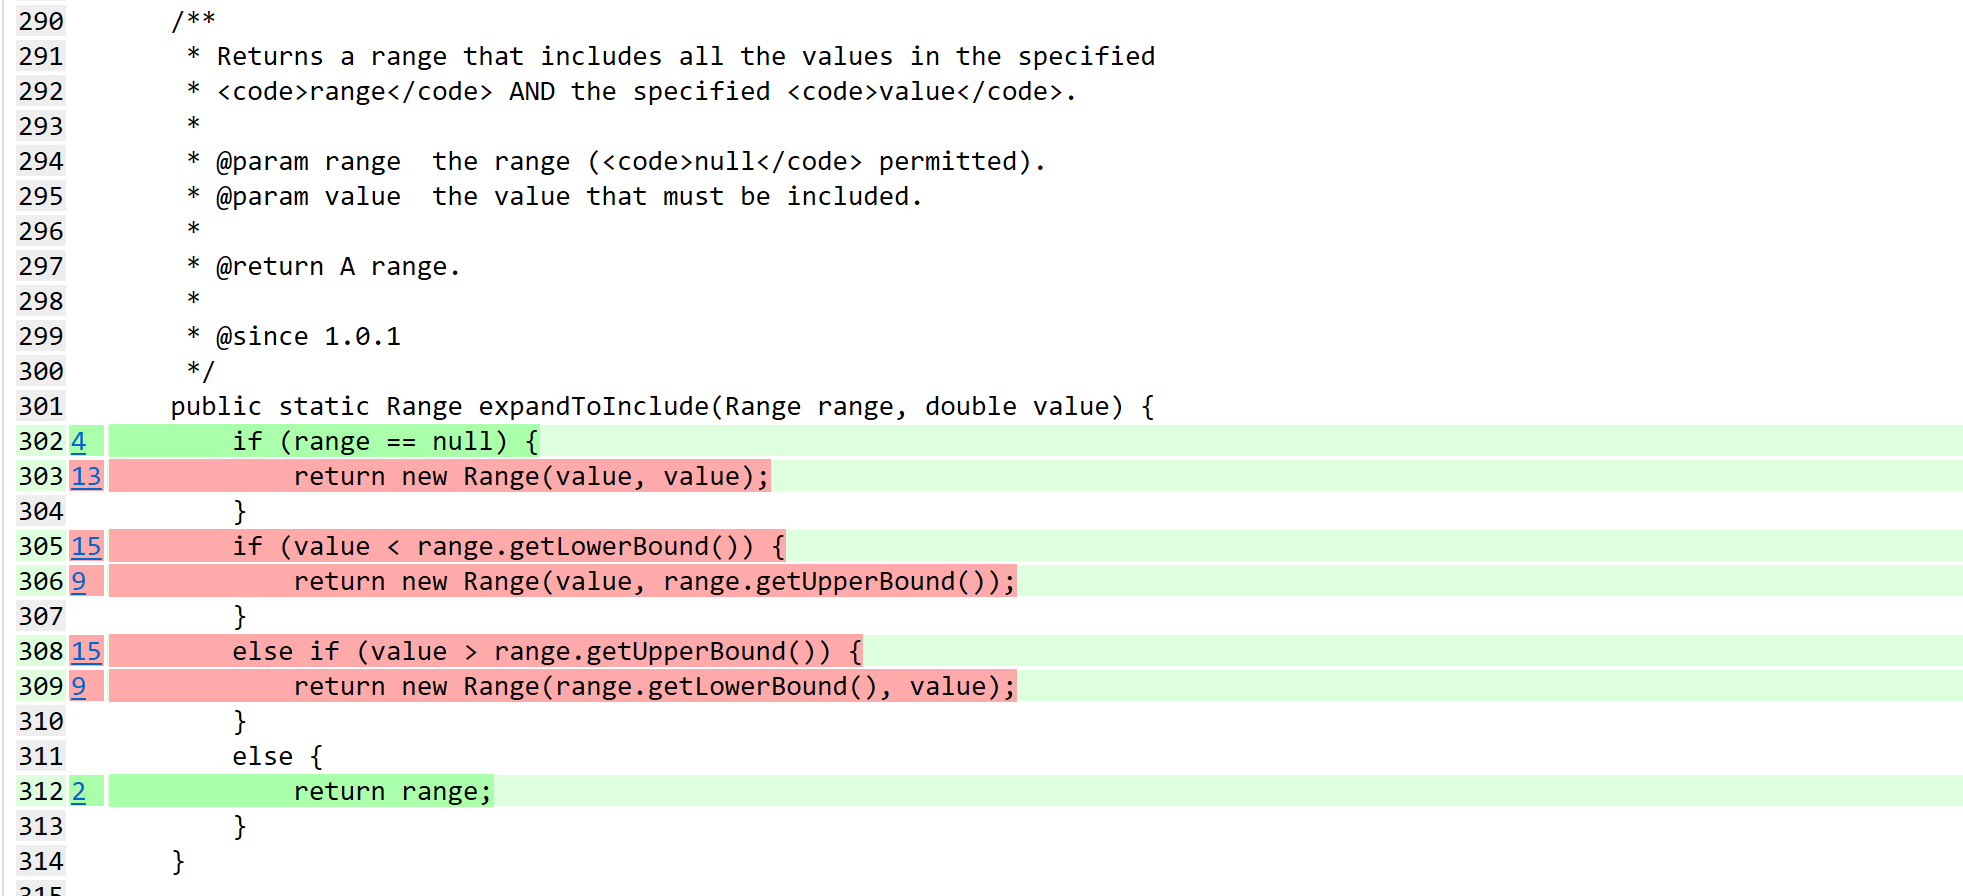 290 /**
291 * Returns a range that includes all the values in the specified
292 * <code>range</code> AND the specified <code>value</code>.
293 *
294 * @param range  the range (<code>null</code> permitted).
295 * @param value  the value that must be included.
296 *
297 * @return A range.
298 *
299 * @since 1.0.1
300 */
301 public static Range expandToInclude(Range range, double value) {
302 4 if (range == null) {
303 13 return new Range(value, value);
304 }
305 15 if (value < range.getLowerBound()) {
306 9 return new Range(value, range.getUpperBound());
307 }
308 15 else if (value > range.getUpperBound()) {
309 9 return new Range(range.getLowerBound(), value);
310 }
311 else {
312 2 return range;
313 }
314 }
315